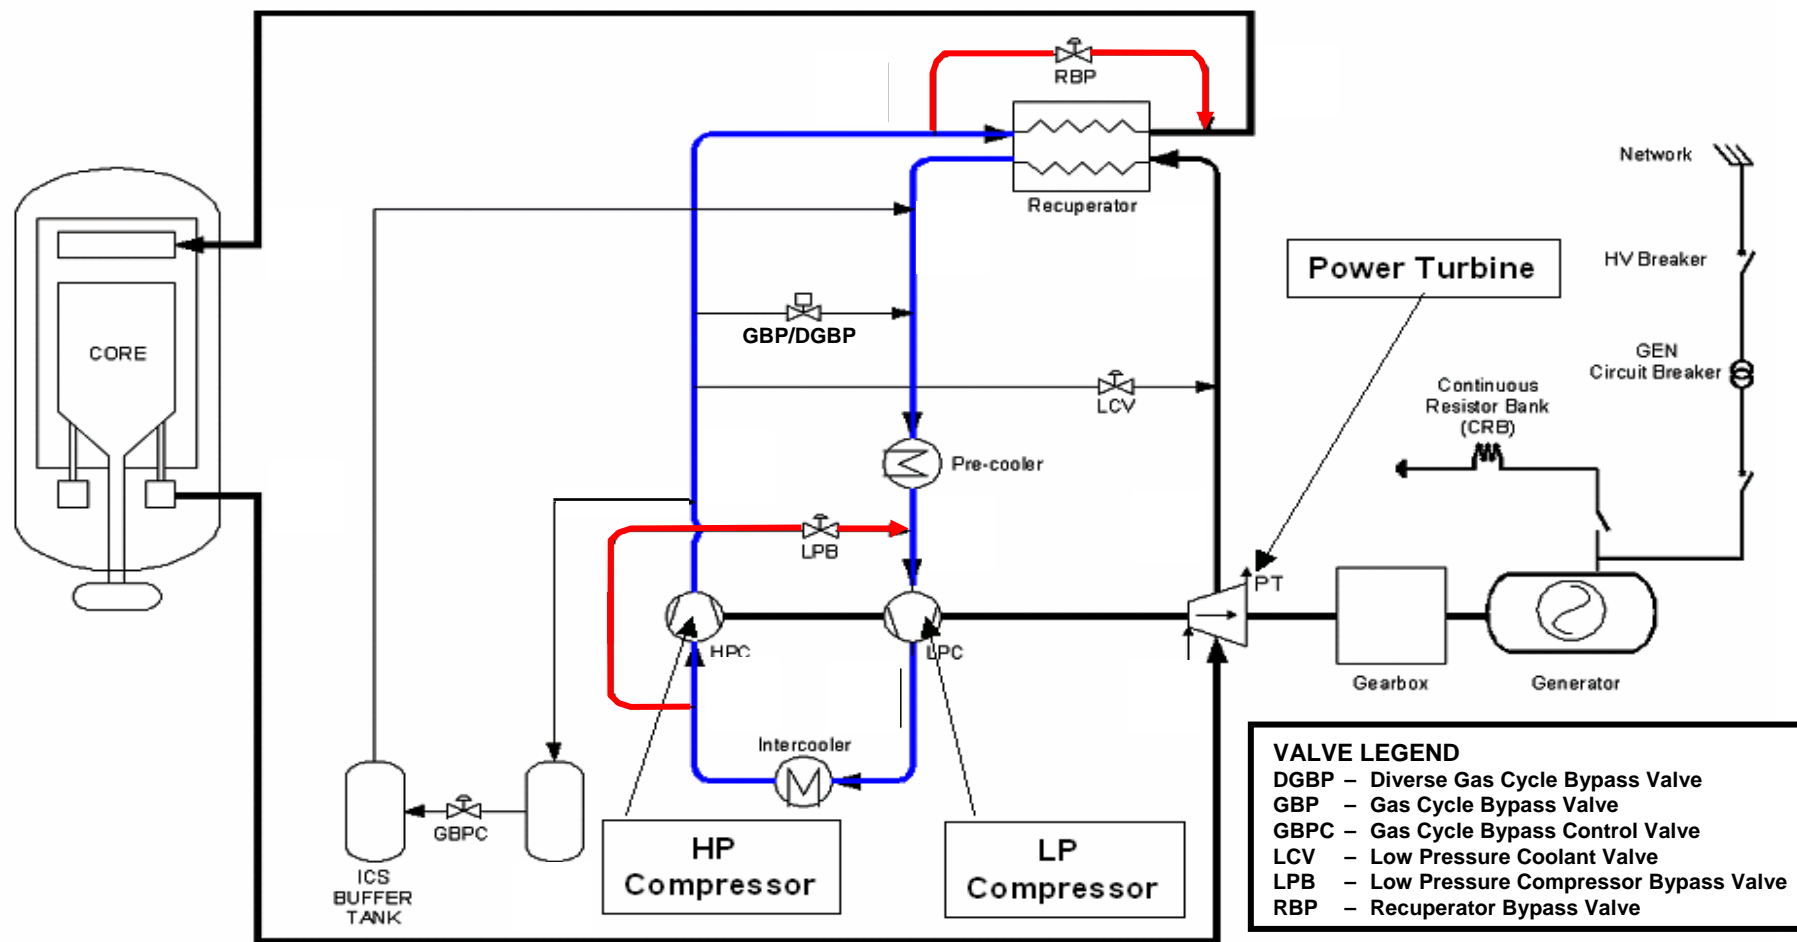 RBP
Recuperator
Network
HV Breaker
Power Turbine
GBP/DGBP
CORE
GEN
Circuit Breaker
LCV
Continuous
Resistor Bank
(CRB)
Pre-cooler
LPB
PT
HPC
LPC
Gearbox
Generator
Intercooler
GBPC
ICS
BUFFER
TANK
HP
Compressor
LP
Compressor
VALVE LEGEND
DGBP – Diverse Gas Cycle Bypass Valve
GBP – Gas Cycle Bypass Valve
GBPC – Gas Cycle Bypass Control Valve
LCV – Low Pressure Coolant Valve
LPB – Low Pressure Compressor Bypass Valve
RBP – Recuperator Bypass Valve